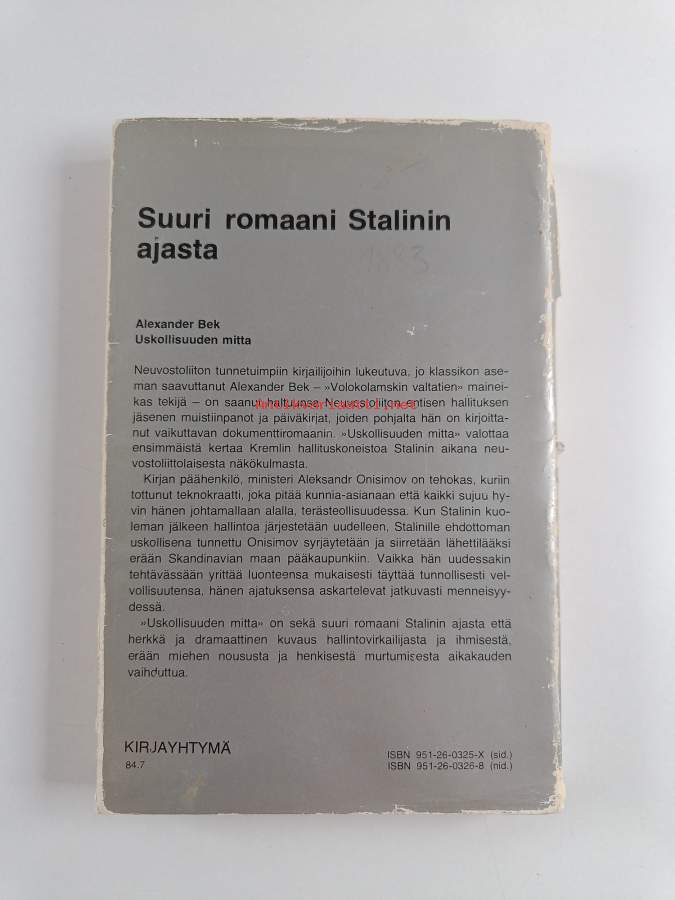 Suuri romaani Stalinin
ajasta
Alexander Bek
Uskollisuuden mitta
Neuvostoliiton tunnetuimpiin kirjailijoihin lukeutuva, jo klassikon ase-
man saavuttanut Alexander Bek – »Volokolamskin valtatien» mainei-
kas tekijä – on saanut haltuunsa Neuvostoliiton entisen hallituksen
jäsenen muistiinpanot ja päiväkirjat, joiden pohjalta hän on kirjoitta-
nut vaikuttavan dokumenttiromaanin. »Uskollisuuden mitta» valottaa
ensimmäistä kertaa Kremlin hallituskoneistoa Stalinin aikana neu-
vostoliittolaisesta näkökulmasta.
Kirjan päähenkilö, ministeri Aleksandr Onisimov on tehokas, kuriin
tottunut teknokraatti, joka pitää kunnia-asianaan että kaikki sujuu hy-
vin hänen johtamallaan alalla, terästeollisuudessa. Kun Stalinin kuo-
leman jälkeen hallintoa järjestetään uudelleen, Stalinille ehdottoman
uskollisena tunnettu Onisimov syrjäytetään ja siirretään lähettilääksi
erään Skandinavian maan pääkaupunkiin. Vaikka hän uudessakin
tehtävässään yrittää luonteensa mukaisesti täyttää tunnollisesti vel-
vollisuutensa, hänen ajatuksensa askartelevat jatkuvasti menneisyy-
dessä.
»Uskollisuuden mitta» on sekä suuri romaani Stalinin ajasta että
herkkä ja dramaattinen kuvaus hallintovirkailijasta ja ihmisestä,
erään miehen noususta ja henkisestä murtumisesta aikakauden
vaihduttua.
KIRJAYHTYMÄ
84.7
ISBN 951-26-0325-X (sid.)
ISBN 951-26-0326-8 (nid.)